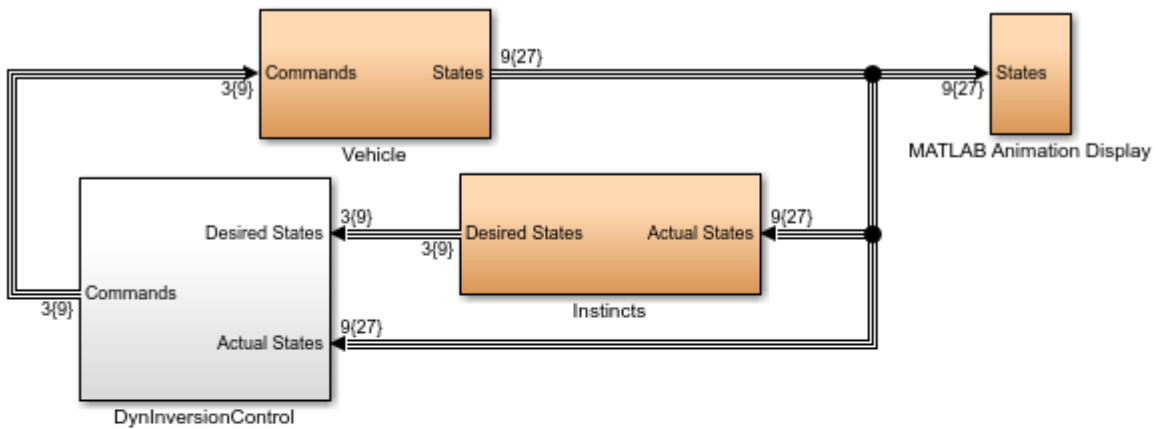 9{27}
Commands
States
States
3{9}
9{27}
Vehicle
MATLAB Animation Display
3{9}
9{27}
Desired States
Desired States
Actual States
3{9}
Commands
3{9}
Instincts
9{27}
Actual States
DynInversionControl